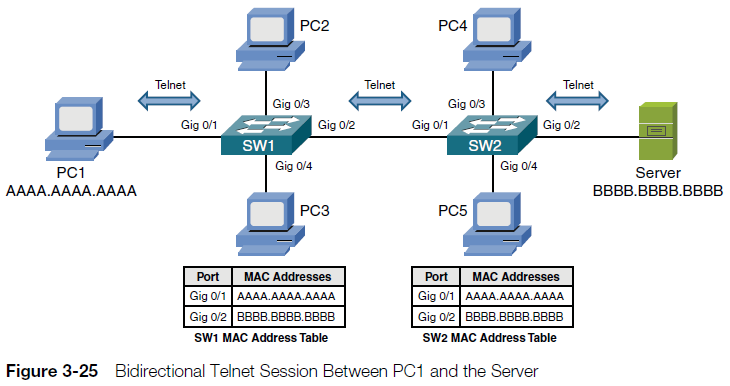 PC2
PC4
Telnet
Telnet
Telnet
Gig 0/3
Gig 0/3
Gig 0/1
Gig 0/2
Gig 0/1
Gig 0/2
SW1
SW2
Gig 0/4
Gig 0/4
PC1
AAAA.AAAA.AAAA
Server
BBBB.BBBB.BBBB
PC3
PC5
Port MAC Addresses
Gig 0/1 AAAA.AAAA.AAAA
Gig 0/2 BBBB.BBBB.BBBB
SW1 MAC Address Table
Port MAC Addresses
Gig 0/1 AAAA.AAAA.AAAA
Gig 0/2 BBBB.BBBB.BBBB
SW2 MAC Address Table
Figure 3-25 Bidirectional Telnet Session Between PC1 and the Server